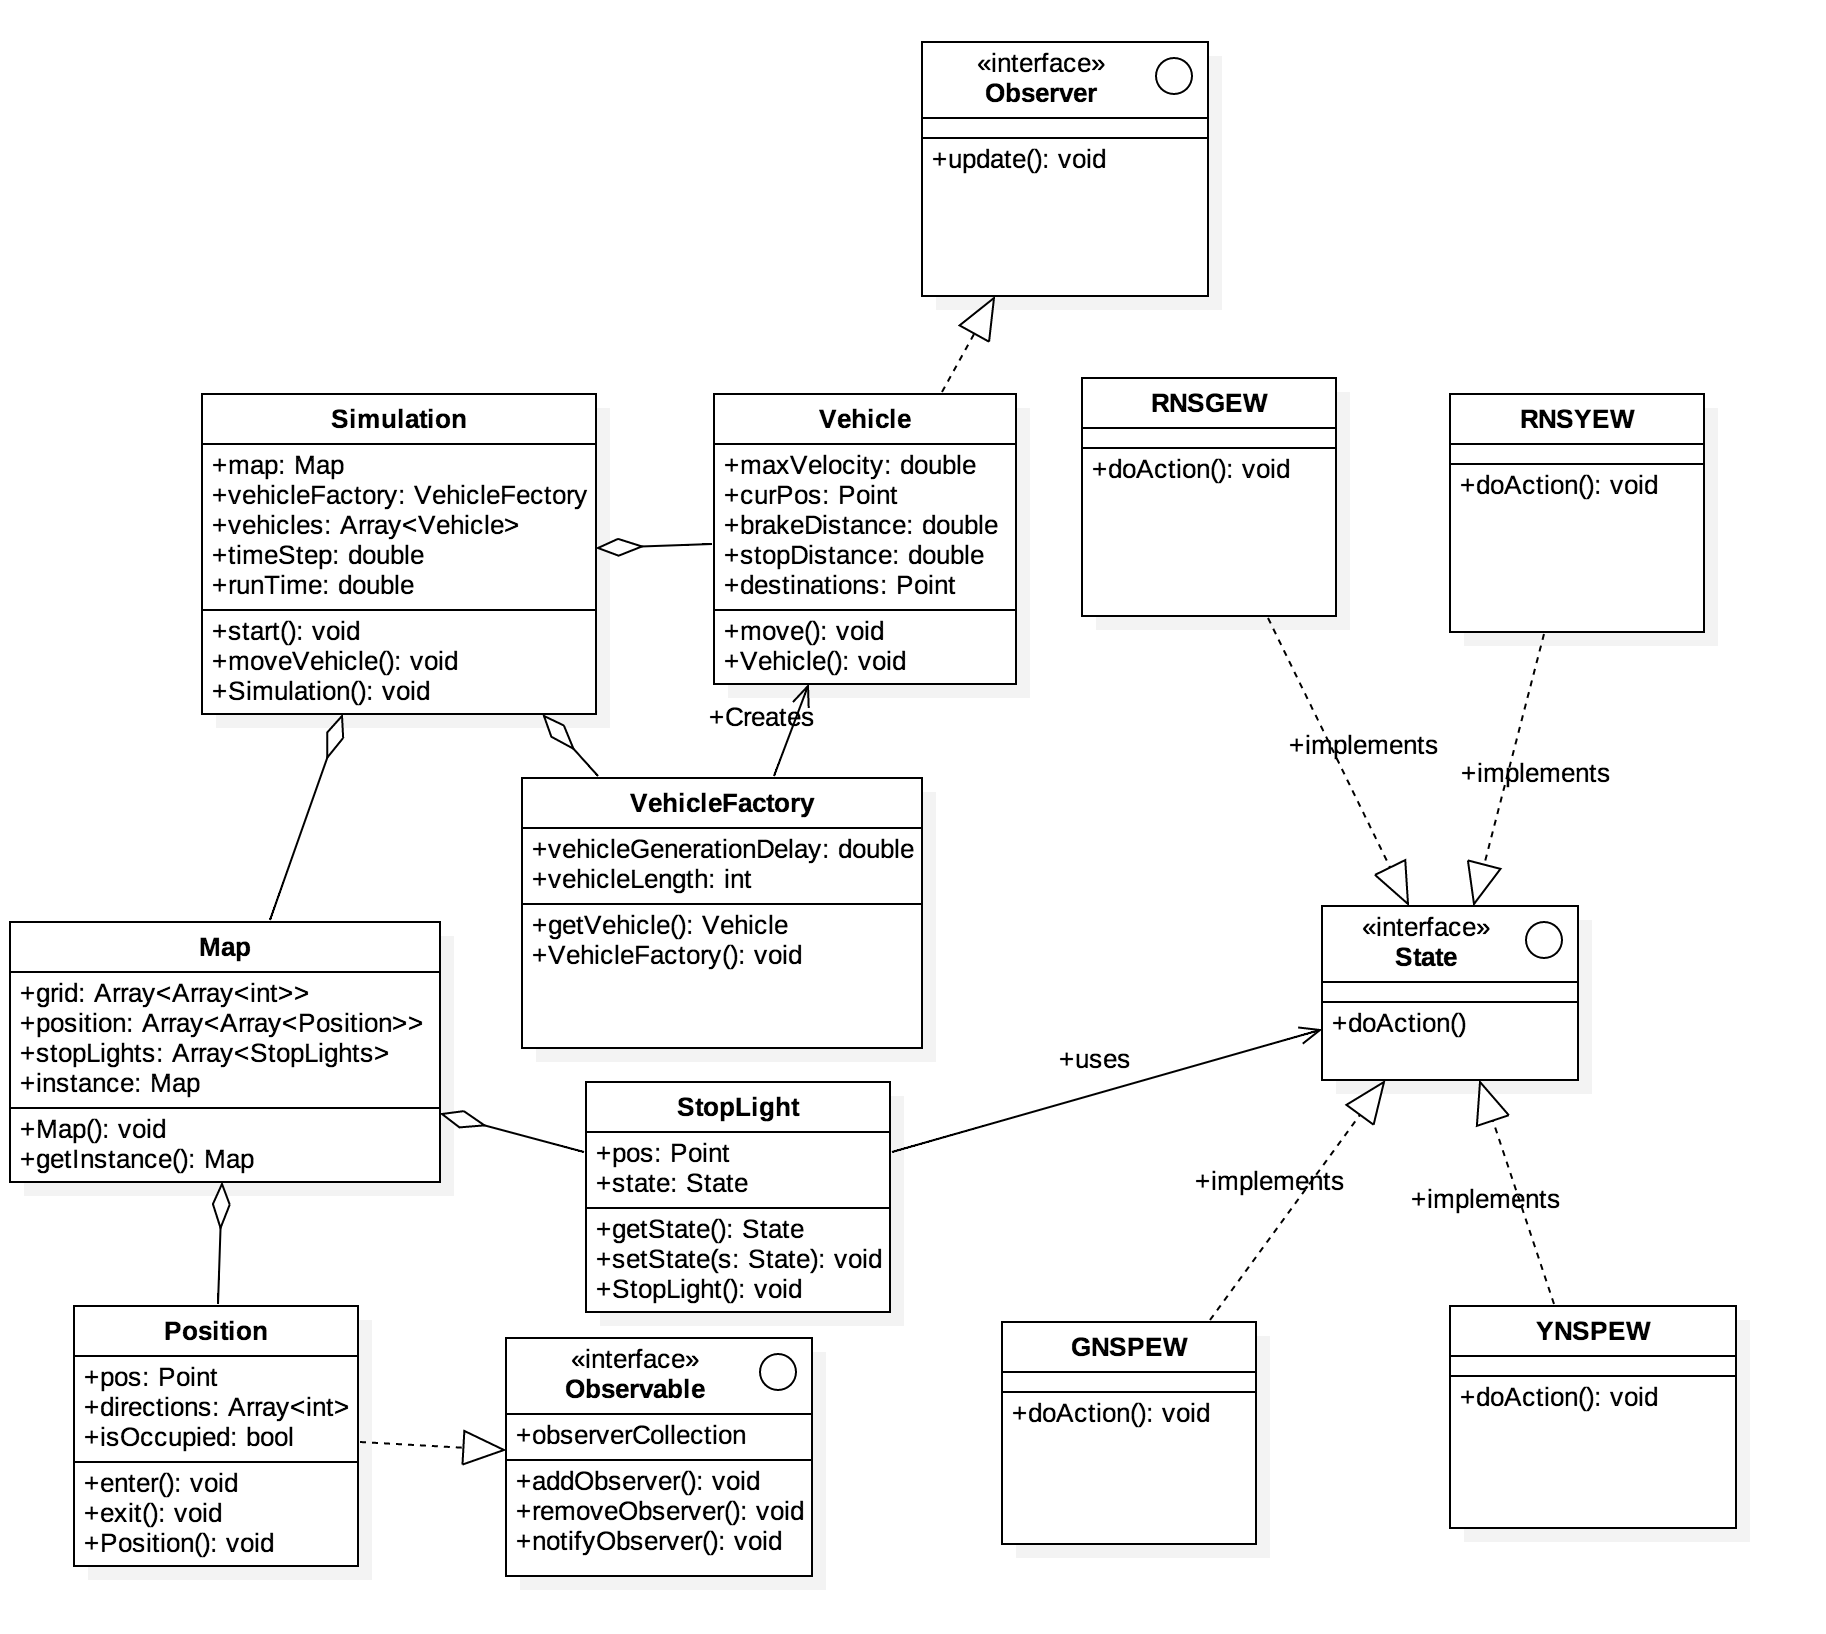 «interface»
Observer
+update(): void
Simulation
+map: Map
+vehicleFactory: VehicleFectory
+vehicles: Array<Vehicle>
+timeStep: double
+runTime: double
+start(): void
+moveVehicle(): void
+Simulation(): void
Vehicle
+maxVelocity: double
+curPos: Point
+brakeDistance: double
+stopDistance: double
+destinations: Point
+move(): void
+Vehicle(): void
RNSGEW
+doAction(): void
RNSYEW
+doAction(): void
+Creates
+implements
+implements
VehicleFactory
+vehicleGenerationDelay: double
+vehicleLength: int
+getVehicle(): Vehicle
+VehicleFactory(): void
Map
+grid: Array<Array<int>>
+position: Array<Array<Position>>
+stopLights: Array<StopLights>
+instance: Map
+Map(): void
+getInstance(): Map
«interface»
State
+doAction()
+uses
StopLight
+pos: Point
+state: State
+getState(): State
+setState(s: State): void
+StopLight(): void
+implements
+implements
Position
+pos: Point
+directions: Array<int>
+isOccupied: bool
+enter(): void
+exit(): void
+Position(): void
«interface»
Observable
+observerCollection
+addObserver(): void
+removeObserver(): void
+notifyObserver(): void
GNSPEW
+doAction(): void
YNSPEW
+doAction(): void